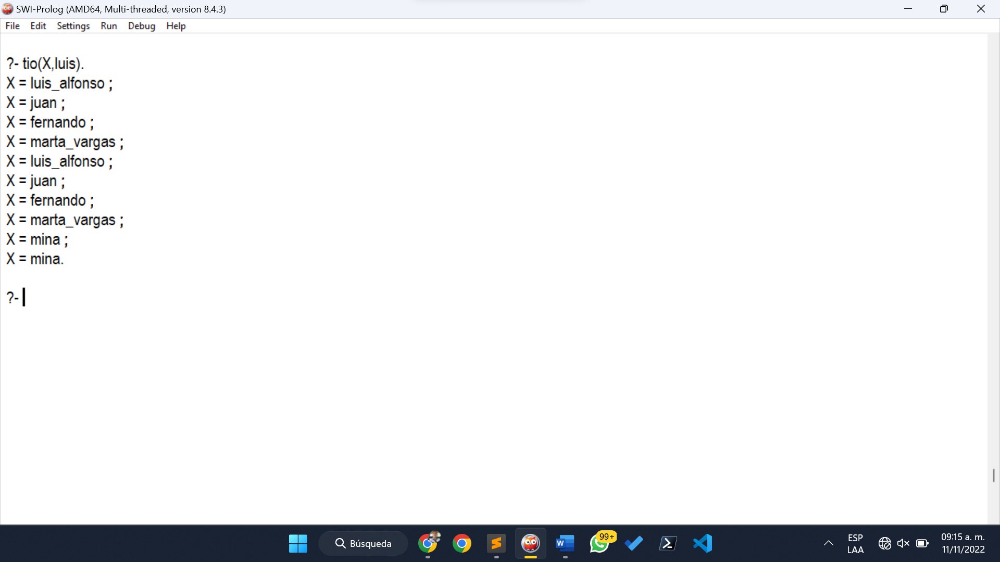 SWI-Prolog (AMD64, Multi-threaded, version 8.4.3)
File Edit Settings Run Debug Help
?- tio(X,luis).
X = luis_alfonso ;
X = juan ;
X = fernando ;
X = marta_vargas ;
X = luis_alfonso ;
X = juan ;
X = fernando ;
X = marta_vargas ;
X = mina ;
X = mina.
?-
Búsqueda
W
99+
ESP
LAA
09:15 a. m.
11/11/2022